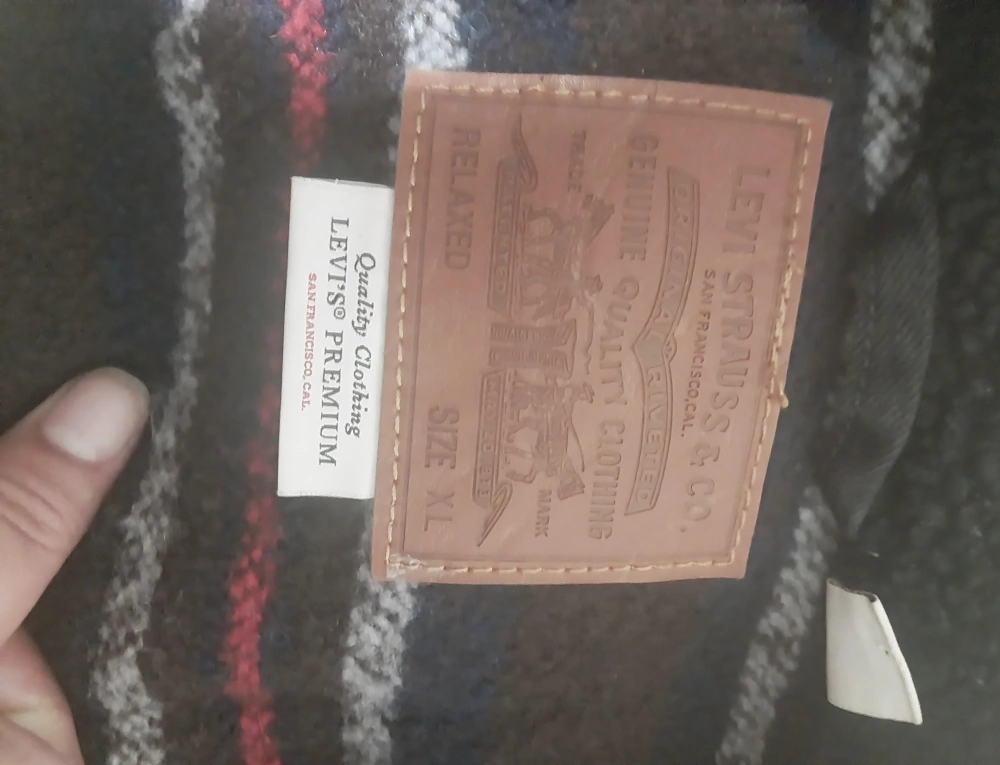 LEVI STRAUSS & CO.
SAN FRANCISCO, CAL.
ORIGINAL RIVETED
GENUINE QUALITY CLOTHING
TRADE MARK
RELAXED SIZE XL
Quality Clothing
LEVI'S® PREMIUM
SAN FRANCISCO, CAL.